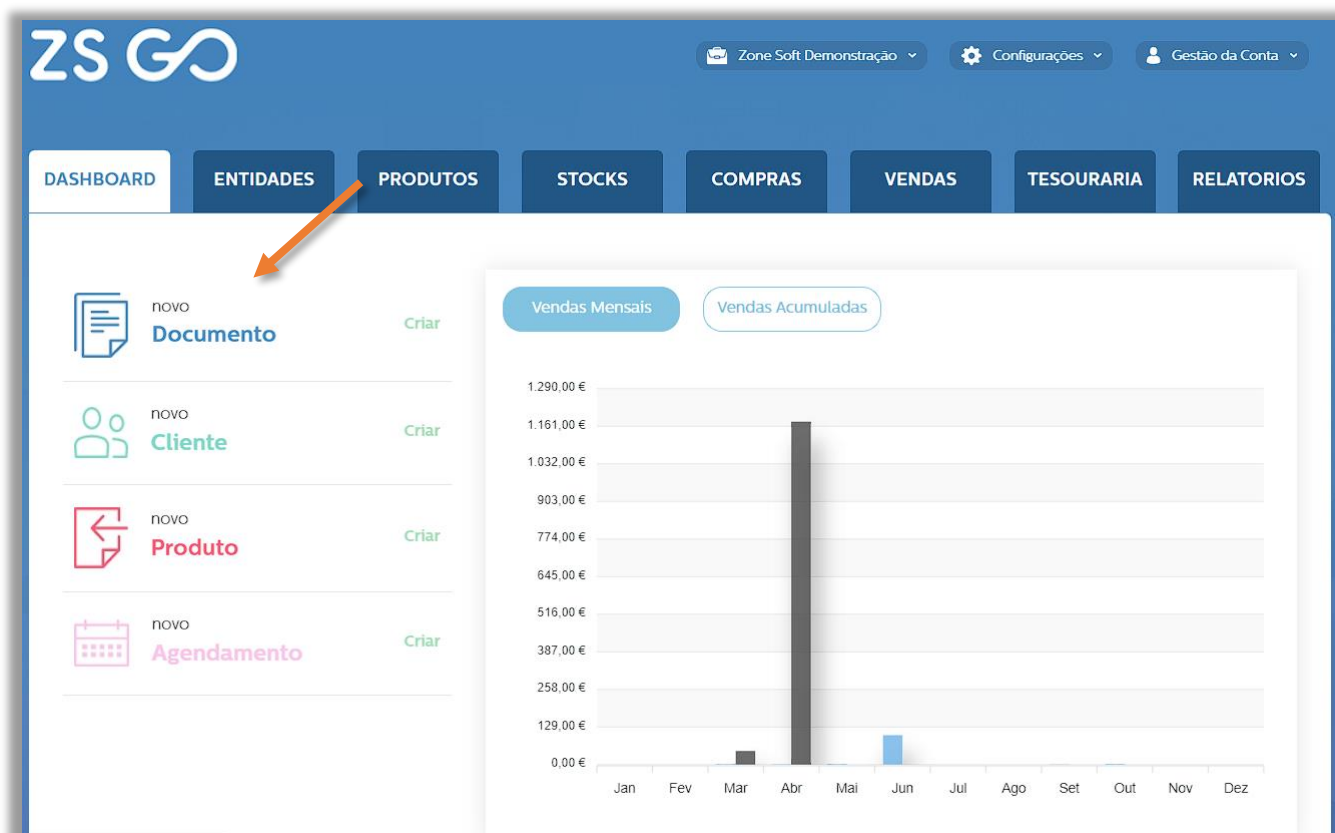 ZS GO
Zone Soft Demonstração
Configurações
Gestão da Conta
DASHBOARD
ENTIDADES
PRODUTOS
STOCKS
COMPRAS
VENDAS
TESOURARIA
RELATORIOS
novo
Documento
Criar
novo
Cliente
Criar
novo
Produto
Criar
novo
Agendamento
Criar
Vendas Mensais
Vendas Acumuladas
1.290,00 €
1.161,00 €
1.032,00 €
903,00 €
774,00 €
645,00 €
516,00 €
387,00 €
258,00 €
129,00 €
0,00 €
Jan Fev Mar Abr Mai Jun Jul Ago Set Out Nov Dez